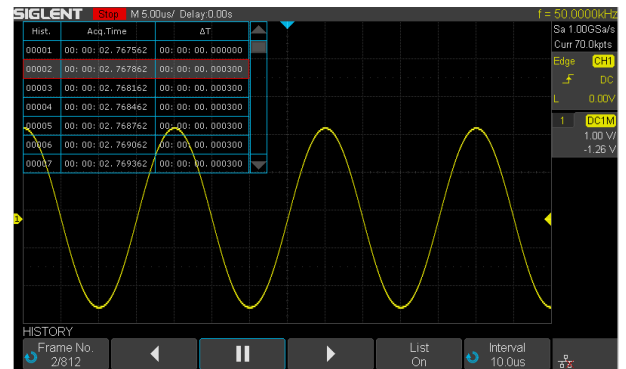 SIGLENT Stop M 5.00us/ Delay:0.00s f = 50.0000kHz
Sa 1.00GSa/s
Curr 70.0kpts
Edge CH1
DC
L 0.00V
1 DC1M
1.00 V/
-1.26 V
Hist. Acq.Time ΔT
00001 00: 00: 02. 767562 00: 00: 00. 000000
00002 00: 00: 02. 767862 00: 00: 00. 000300
00003 00: 00: 02. 768162 00: 00: 00. 000300
00004 00: 00: 02. 768462 00: 00: 00. 000300
00005 00: 00: 02. 768762 00: 00: 00. 000300
00006 00: 00: 02. 769062 00: 00: 00. 000300
00007 00: 00: 02. 769362 00: 00: 00. 000300
1
HISTORY
Frame No.
2/812
List
On
Interval
10.0us